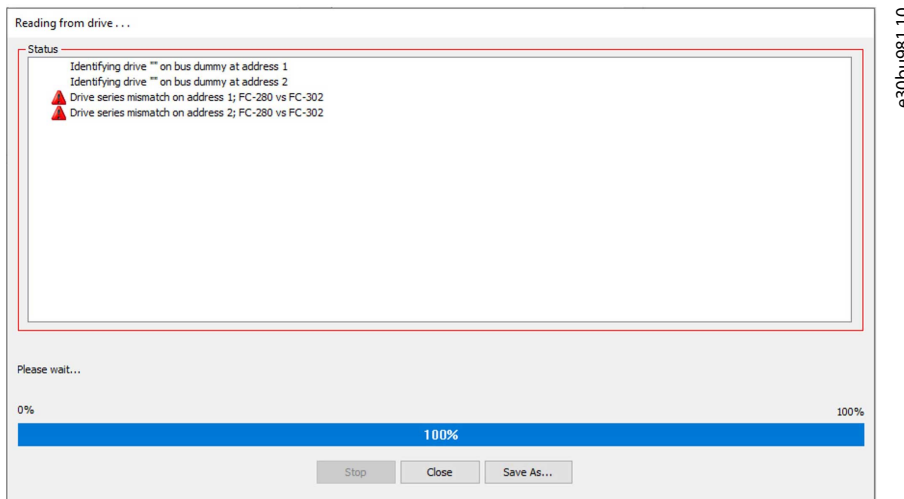 Reading from drive . . .
Status
Identifying drive "" on bus dummy at address 1
Identifying drive "" on bus dummy at address 2
Drive series mismatch on address 1; FC-280 vs FC-302
Drive series mismatch on address 2; FC-280 vs FC-302
Please wait...
0%
100%
100%
Stop
Close
Save As...
e30bu981.10